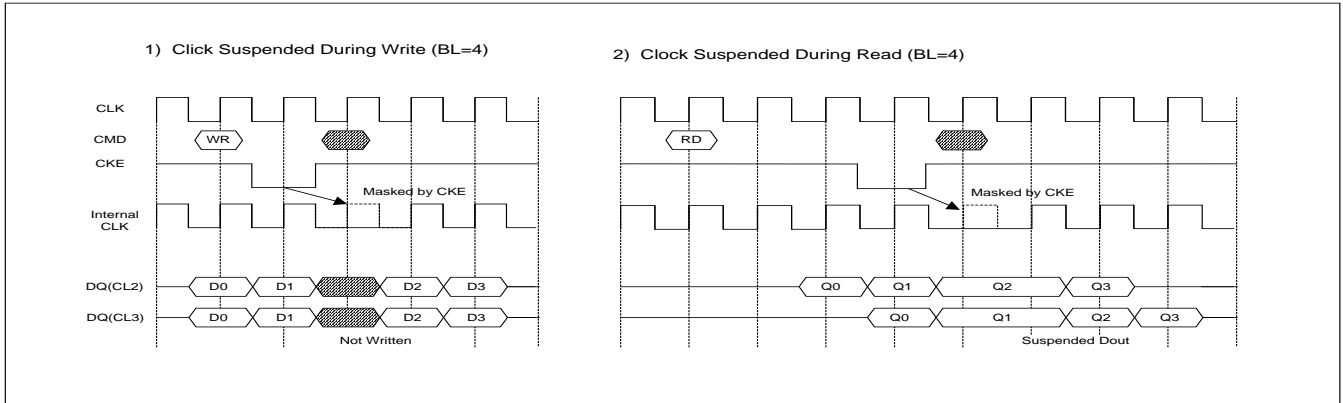 1) Click Suspended During Write (BL=4)
2) Clock Suspended During Read (BL=4)
CLK
CMD
WR
CKE
Masked by CKE
Internal
CLK
DQ(CL2)
D0 D1 D2 D3
DQ(CL3)
D0 D1 D2 D3
Not Written
RD
Masked by CKE
Q0 Q1 Q2 Q3
Q0 Q1 Q2 Q3
Suspended Dout